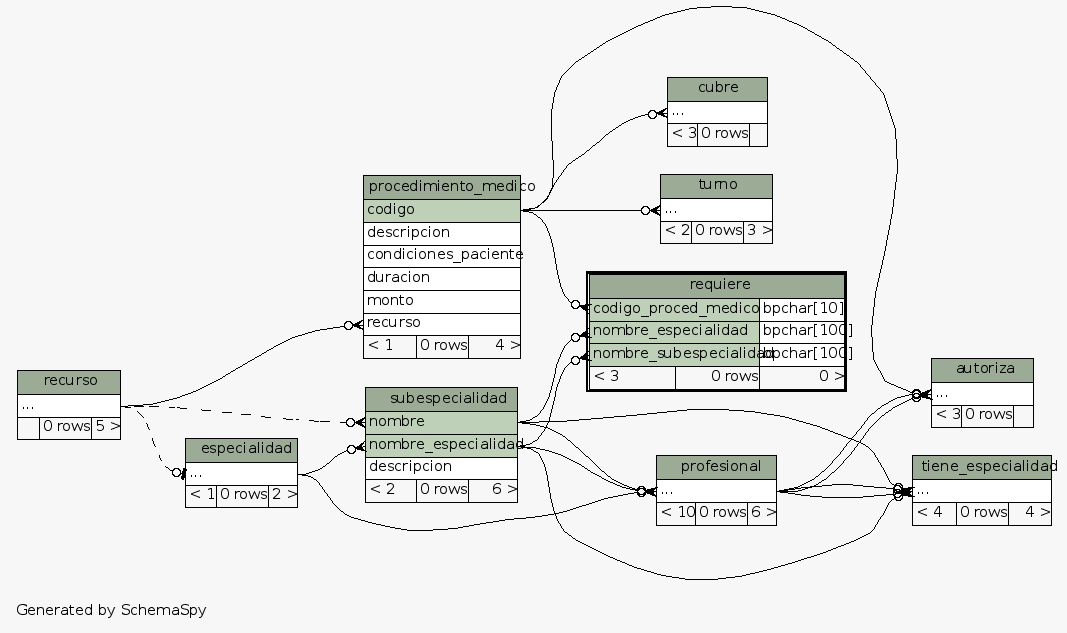 cubre
...
< 3 0 rows
procedimiento_medico
codigo
descripcion
condiciones_paciente
duracion
monto
recurso
< 1 0 rows 4 >
turno
...
< 2 0 rows 3 >
requiere
codigo_proced_medico bpchar[10]
nombre_especialidad bpchar[100]
nombre_subespecialidad bpchar[100]
< 3 0 rows 0 >
recurso
...
0 rows 5 >
subespecialidad
nombre
nombre_especialidad
descripcion
< 2 0 rows 6 >
autoriza
...
< 3 0 rows
especialidad
...
< 1 0 rows 2 >
profesional
...
< 10 0 rows 6 >
tiene_especialidad
...
< 4 0 rows 4 >
Generated by SchemaSpy